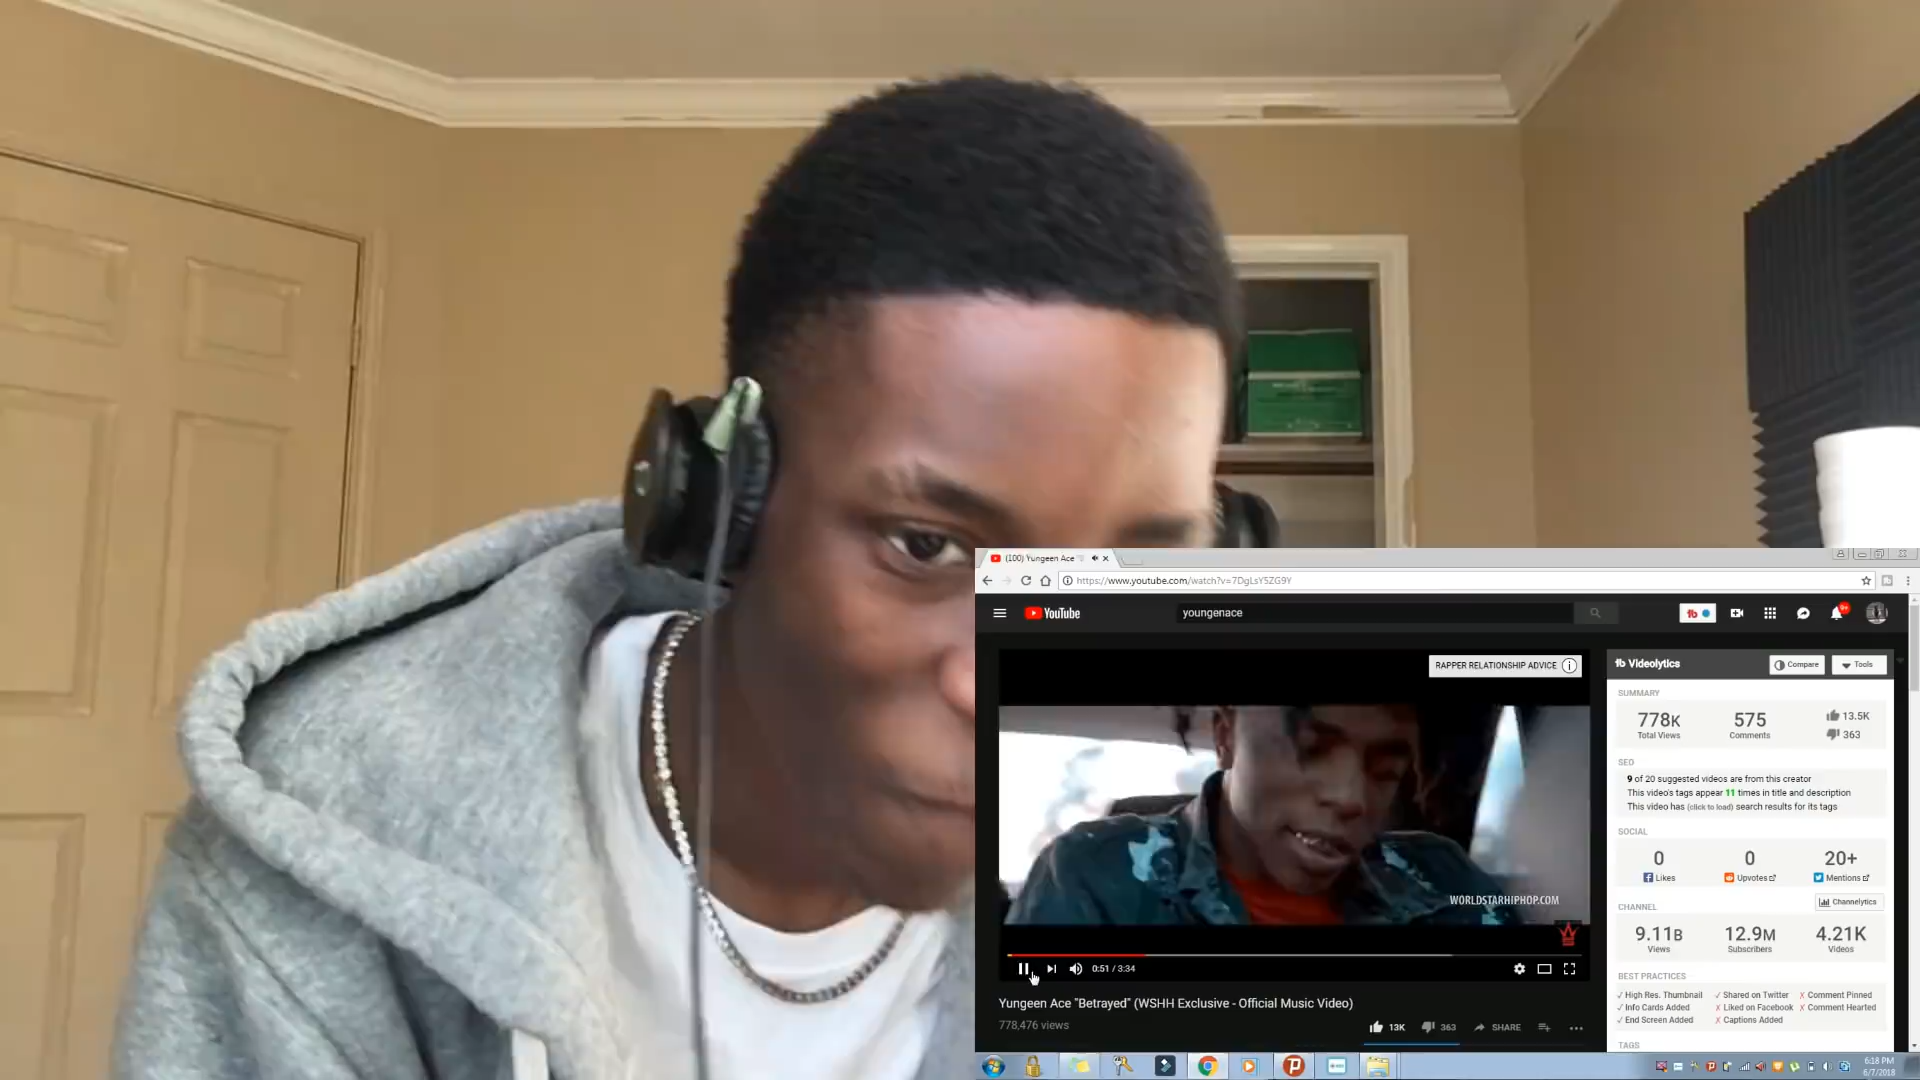 (100) Yungeen Ace
https://www.youtube.com/watch?v=7DgLsY5ZG9Y
YouTube
youngenace
tb
9+
RAPPER RELATIONSHIP ADVICE
WORLDSTARHIPHOP.COM
0:51 / 3:34
Yungeen Ace "Betrayed" (WSHH Exclusive - Official Music Video)
778,476 views
13K
363
SHARE
tb Videolytics
Compare
Tools
SUMMARY
778K
575
13.5K
Total Views
Comments
363
SEO
9 of 20 suggested videos are from this creator
This video's tags appear 11 times in title and description
This video has (click to load) search results for its tags
SOCIAL
0
0
20+
Likes
Upvotes
Mentions
CHANNEL
Channelytics
9.11B
12.9M
4.21K
Views
Subscribers
Videos
BEST PRACTICES
✓ High Res. Thumbnail ✓ Shared on Twitter X Comment Pinned
✓ Info Cards Added X Liked on Facebook X Comment Hearted
✓ End Screen Added X Captions Added
TAGS
6:18 PM
6/7/2018